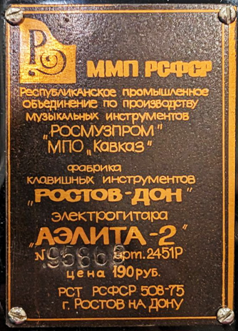 ММП РСФСР
Республиканское промышленное
объединение по производству
музыкальных инструментов
„РОСМУЗПРОМ"
МПО „Кавказ"
фабрика
клавишных инструментов
„РОСТОВ-ДОН"
электрогитара
„АЭЛИТА-2"
N арт. 2451Р
цена 190 руб.
РСТ РСФСР 508-75
г. РОСТОВ НА ДОНУ